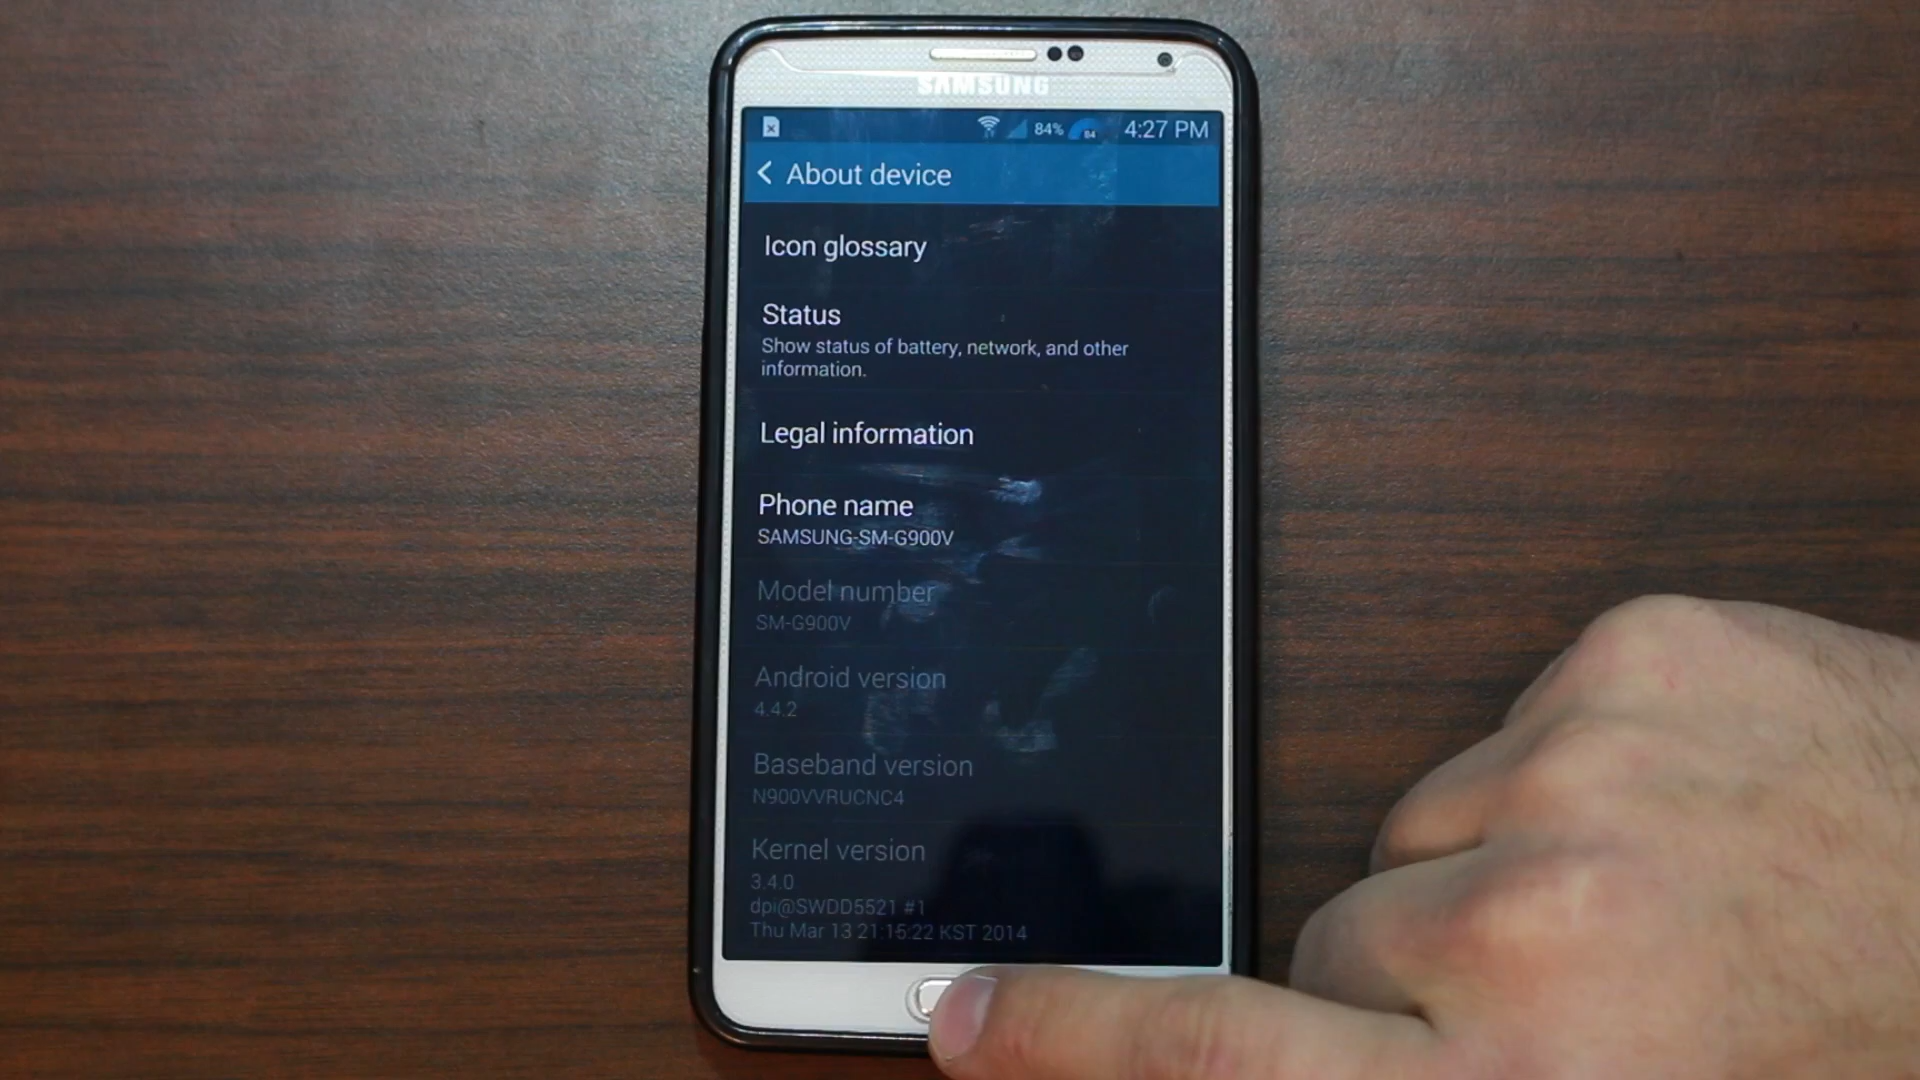 SAMSUNG
84% 84 4:27 PM
About device
Icon glossary
Status
Show status of battery, network, and other
information.
Legal information
Phone name
SAMSUNG-SM-G900V
Model number
SM-G900V
Android version
4.4.2
Baseband version
N900VVRUCNC4
Kernel version
3.4.0
dpi@SWDD5521 #1
Thu Mar 13 21:15:22 KST 2014